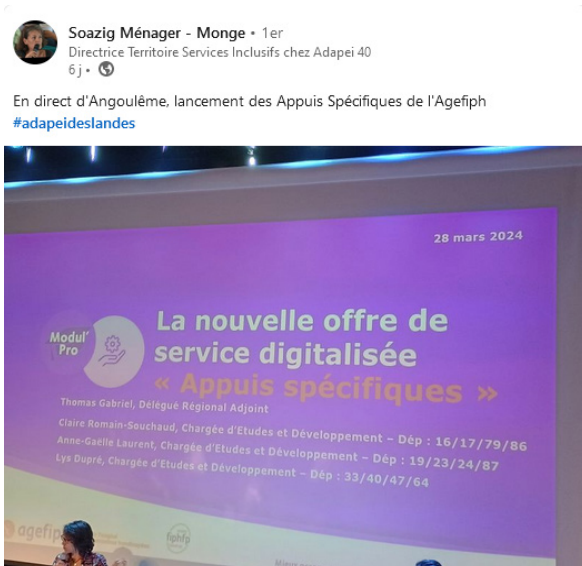 Soazig Ménager - Monge • 1er
Directrice Territoire Services Inclusifs chez Adapei 40
6 j •
En direct d'Angoulême, lancement des Appuis Spécifiques de l'Agefiph
#adapeideslandes
28 mars 2024
Modul'
Pro
La nouvelle offre de
service digitalisée
« Appuis spécifiques »
Thomas Gabriel, Délégué Régional Adjoint
Claire Romain-Souchaud, Chargée d'Etudes et Développement – Dép : 16/17/79/86
Anne-Gaëlle Laurent, Chargée d'Etudes et Développement – Dép : 19/23/24/87
Lys Dupré, Chargée d'Etudes et Développement – Dép : 33/40/47/64
agefip
fiphfp